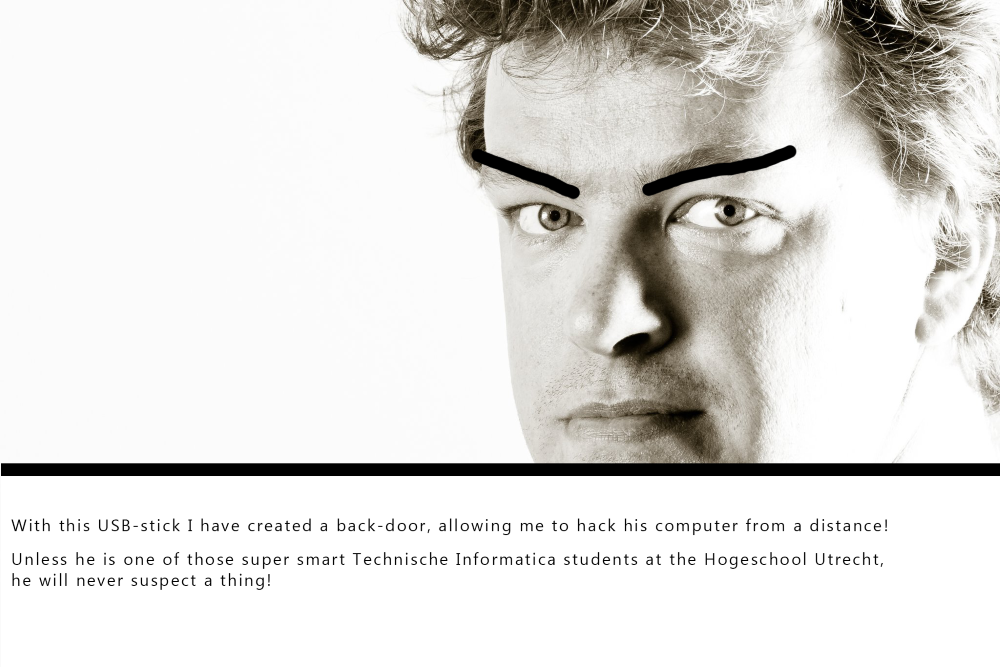 With this USB-stick I have created a back-door, allowing me to hack his computer from a distance!
Unless he is one of those super smart Technische Informatica students at the Hogeschool Utrecht,
he will never suspect a thing!